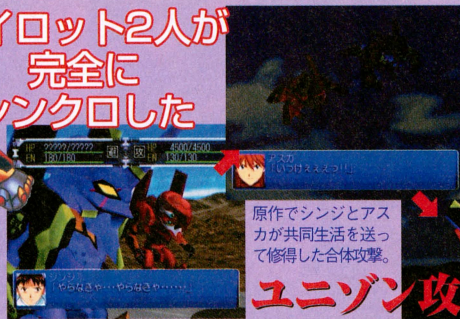 イロット2人が
完全に
シンクロした
HP ?????/?????
EN 180/180
HP 4500/4500
EN 130/130
アスカ
「いっけえええっ!!」
シンジ
「やらなきゃ…やらなきゃ……」
原作でシンジとアス
カが共同生活を送っ
て修得した合体攻撃。
ユニゾン攻